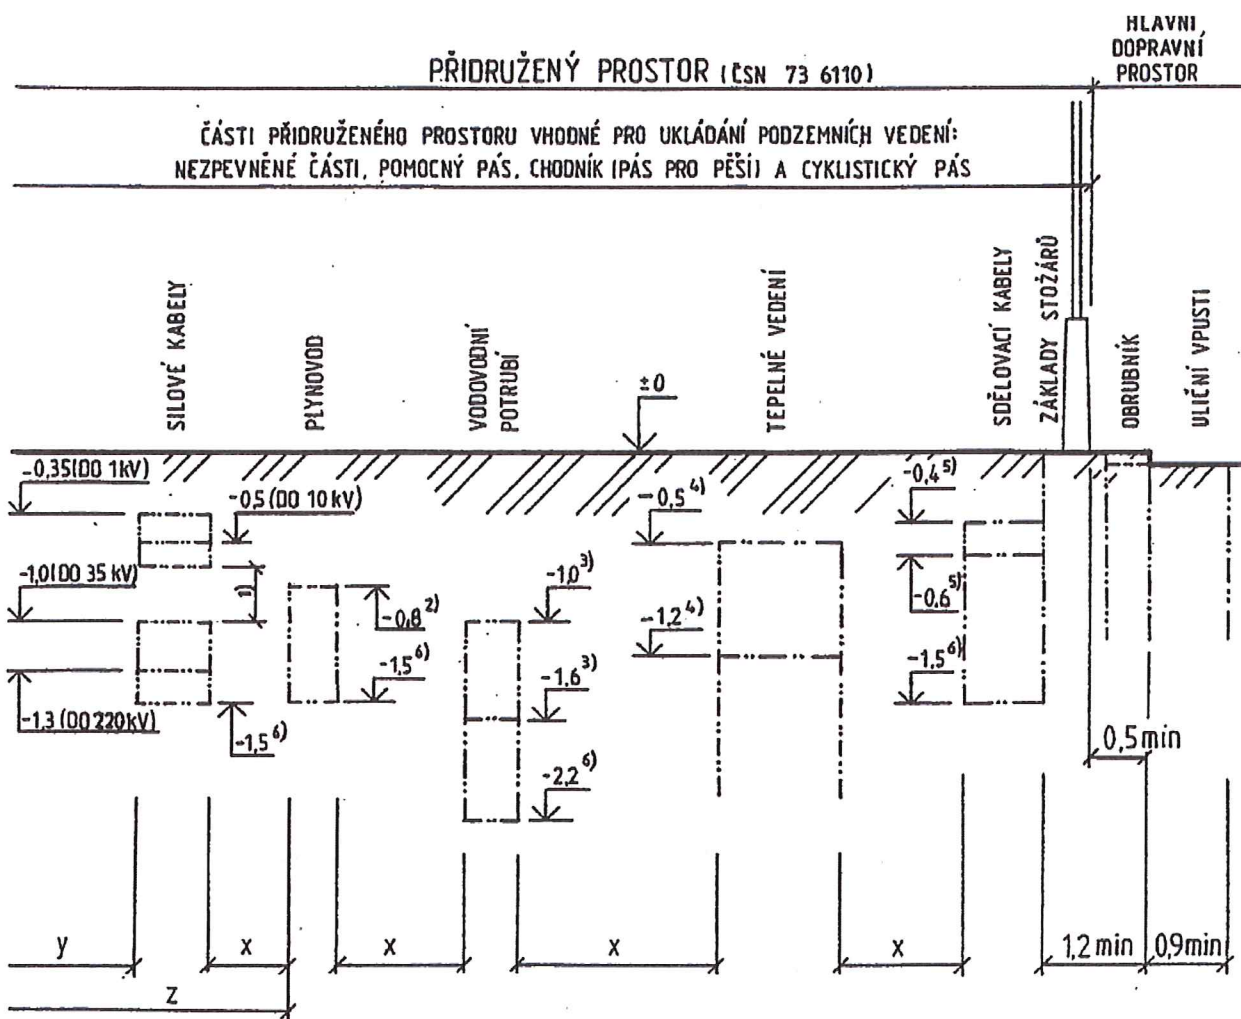 HLAVNÍ
DOPRAVNÍ
PROSTOR
PŘIDRUŽENÝ PROSTOR (ČSN 73 6110)
ČÁSTI PŘIDRUŽENÉHO PROSTORU VHODNÉ PRO UKLÁDÁNÍ PODZEMNÍCH VEDENÍ:
NEZPEVNĚNÉ ČÁSTI, POMOCNÝ PÁS, CHODNÍK (PÁS PRO PĚŠÍ) A CYKLISTICKÝ PÁS
SILOVÉ KABELY
PLYNOVOD
VODOVODNÍ
POTRUBÍ
±0
TEPELNÉ VEDENÍ
SDĚLOVACÍ KABELY
ZÁKLADY STOŽÁRŮ
OBRUBNÍK
ULIČNÍ VPUSTI
-0,35 (DO 1kV)
-0,5 (DO 10 kV)
-0,5 4)
-0,4 5)
-1,0 (DO 35 kV)
1)
-0,8 2)
-1,0 3)
-1,2 4)
-0,6 5)
-1,5 6)
-1,6 3)
-1,5 6)
-1,3 (DO 220kV)
-1,5 6)
-2,2 6)
0,5 min
y
x
x
x
x
1,2 min
0,9min
z